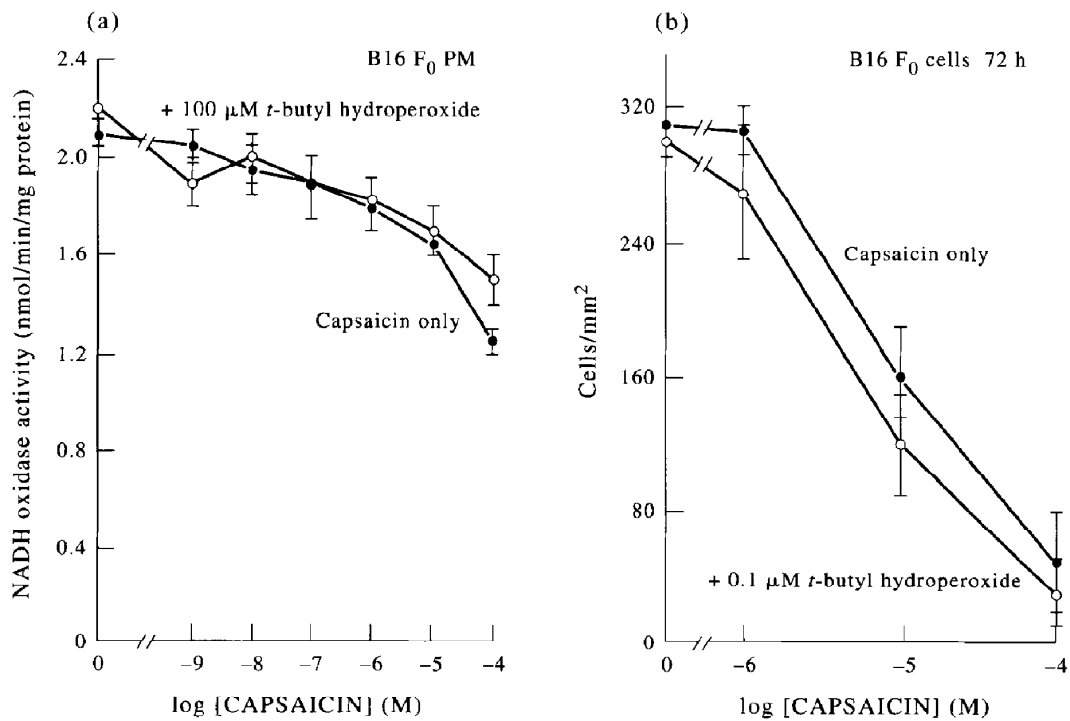 (a)
B16 F₀ PM
+ 100 μM t-butyl hydroperoxide
Capsaicin only
NADH oxidase activity (nmol/min/mg protein)
2.4
2.0
1.6
1.2
0.8
0.4
0
0
−9
−8
−7
−6
−5
−4
log [CAPSAICIN] (M)
(b)
B16 F₀ cells 72 h
Capsaicin only
+ 0.1 μM t-butyl hydroperoxide
Cells/mm²
320
240
160
80
0
0
−6
−5
−4
log [CAPSAICIN] (M)